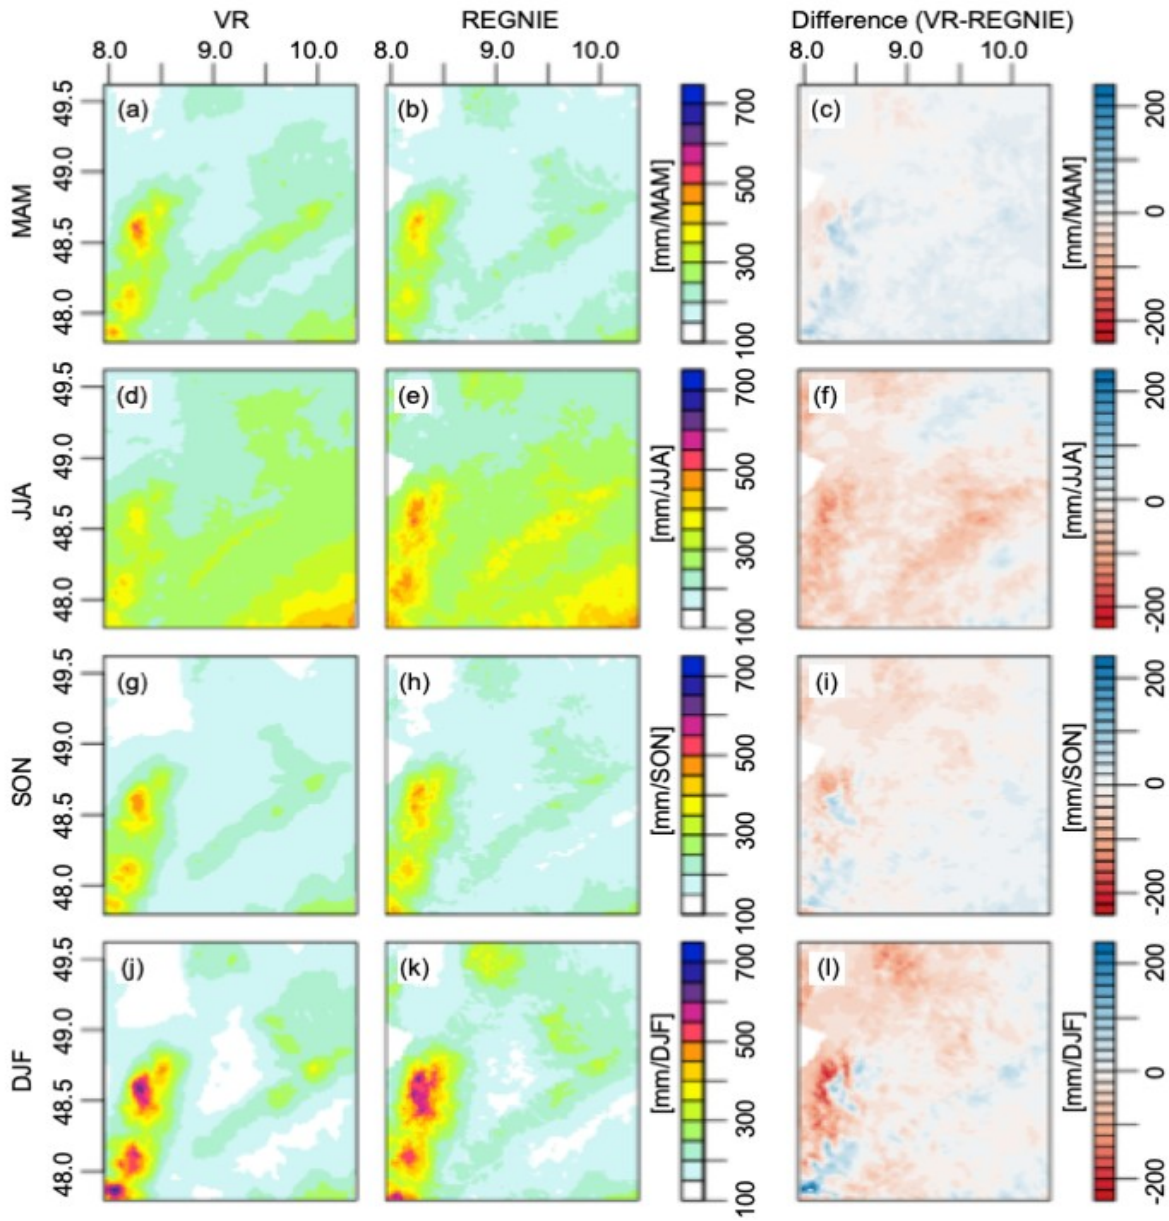 VR REGNIE Difference (VR-REGNIE)
8.0 9.0 10.0 8.0 9.0 10.0 8.0 9.0 10.0
MAM
49.5 49.0 48.5 48.0
(a) (b) (c)
700 500 300 100
[mm/MAM]
[mm/MAM]
200 0 -200
JJA
49.5 49.0 48.5 48.0
(d) (e) (f)
700 500 300 100
[mm/JJA]
[mm/JJA]
200 0 -200
SON
49.5 49.0 48.5 48.0
(g) (h) (i)
700 500 300 100
[mm/SON]
[mm/SON]
200 0 -200
DJF
49.5 49.0 48.5 48.0
(j) (k) (l)
700 500 300 100
[mm/DJF]
[mm/DJF]
200 0 -200